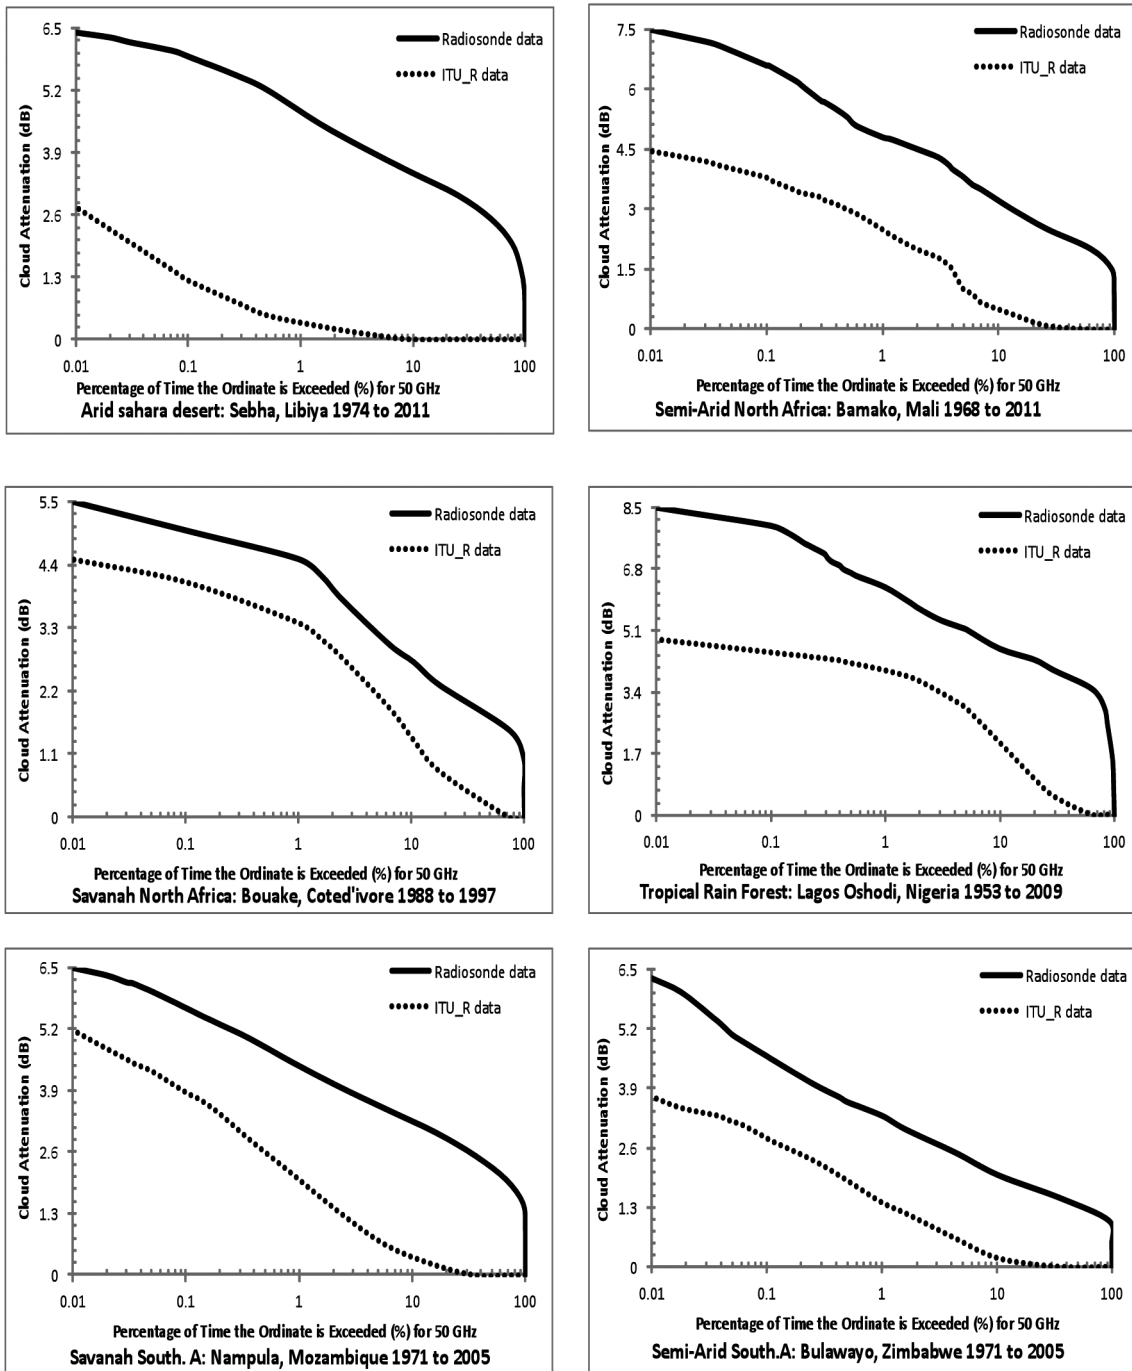 6.5
5.2
3.9
2.6
1.3
0
Cloud Attenuation (dB)
Radiosonde data
ITU_R data
0.01 0.1 1 10 100
Percentage of Time the Ordinate is Exceeded (%) for 50 GHz
Arid sahara desert: Sebha, Libiya 1974 to 2011
7.5
6
4.5
3
1.5
0
Cloud Attenuation (dB)
Radiosonde data
ITU_R data
0.01 0.1 1 10 100
Percentage of Time the Ordinate is Exceeded (%) for 50 GHz
Semi-Arid North Africa: Bamako, Mali 1968 to 2011
5.5
4.4
3.3
2.2
1.1
0
Cloud Attenuation (dB)
Radiosonde data
ITU_R data
0.01 0.1 1 10 100
Percentage of Time the Ordinate is Exceeded (%) for 50 GHz
Savanah North Africa: Bouake, Coted'ivore 1988 to 1997
8.5
6.8
5.1
3.4
1.7
0
Cloud Attenuation (dB)
Radiosonde data
ITU_R data
0.01 0.1 1 10 100
Percentage of Time the Ordinate is Exceeded (%) for 50 GHz
Tropical Rain Forest: Lagos Oshodi, Nigeria 1953 to 2009
6.5
5.2
3.9
2.6
1.3
0
Cloud Attenuation (dB)
Radiosonde data
ITU_R data
0.01 0.1 1 10 100
Percentage of Time the Ordinate is Exceeded (%) for 50 GHz
Savanah South. A: Nampula, Mozambique 1971 to 2005
6.5
5.2
3.9
2.6
1.3
0
Cloud Attenuation (dB)
Radiosonde data
ITU_R data
0.01 0.1 1 10 100
Percentage of Time the Ordinate is Exceeded (%) for 50 GHz
Semi-Arid South.A: Bulawayo, Zimbabwe 1971 to 2005